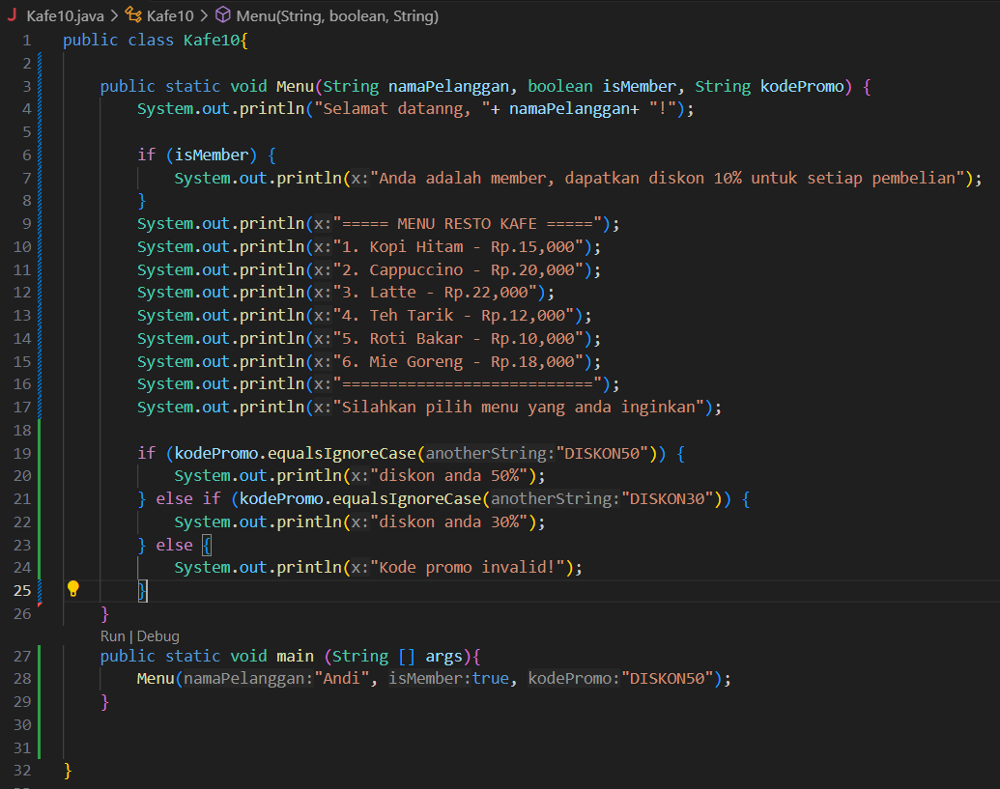 J Kafe10.java > Kafe10 > Menu(String, boolean, String)
1 public class Kafe10{
2
3 public static void Menu(String namaPelanggan, boolean isMember, String kodePromo) {
4 System.out.println("Selamat datanng, "+ namaPelanggan+ "!");
5
6 if (isMember) {
7 System.out.println(x:"Anda adalah member, dapatkan diskon 10% untuk setiap pembelian");
8 }
9 System.out.println(x:"===== MENU RESTO KAFE =====");
10 System.out.println(x:"1. Kopi Hitam - Rp.15,000");
11 System.out.println(x:"2. Cappuccino - Rp.20,000");
12 System.out.println(x:"3. Latte - Rp.22,000");
13 System.out.println(x:"4. Teh Tarik - Rp.12,000");
14 System.out.println(x:"5. Roti Bakar - Rp.10,000");
15 System.out.println(x:"6. Mie Goreng - Rp.18,000");
16 System.out.println(x:"===========================");
17 System.out.println(x:"Silahkan pilih menu yang anda inginkan");
18
19 if (kodePromo.equalsIgnoreCase(anotherString:"DISKON50")) {
20 System.out.println(x:"diskon anda 50%");
21 } else if (kodePromo.equalsIgnoreCase(anotherString:"DISKON30")) {
22 System.out.println(x:"diskon anda 30%");
23 } else {
24 System.out.println(x:"Kode promo invalid!");
25 }
26 }
Run | Debug
27 public static void main (String [] args){
28 Menu(namaPelanggan:"Andi", isMember:true, kodePromo:"DISKON50");
29 }
30
31
32 }